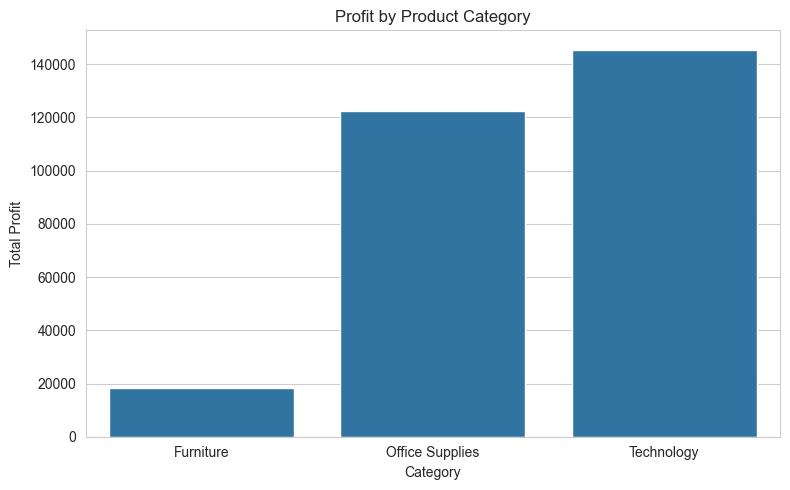 Profit by Product Category
140000
120000
100000
80000
60000
40000
20000
0
Total Profit
Furniture
Office Supplies
Technology
Category